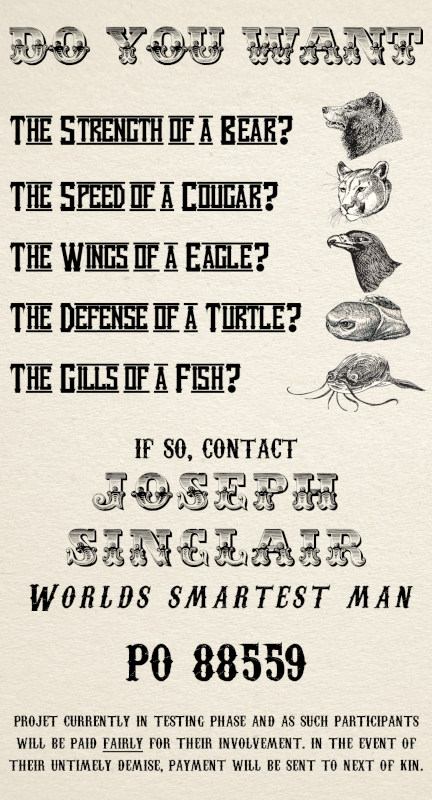 DO YOU WANT
THE STRENGTH OF A BEAR?
THE SPEED OF A COUGAR?
THE WINGS OF A EAGLE?
THE DEFENSE OF A TURTLE?
THE GILLS OF A FISH?
IF SO, CONTACT
JOSEPH
SINCLAIR
WORLDS SMARTEST MAN
PO 88559
PROJET CURRENTLY IN TESTING PHASE AND AS SUCH PARTICIPANTS
WILL BE PAID FAIRLY FOR THEIR INVOLVEMENT. IN THE EVENT OF
THEIR UNTIMELY DEMISE, PAYMENT WILL BE SENT TO NEXT OF KIN.